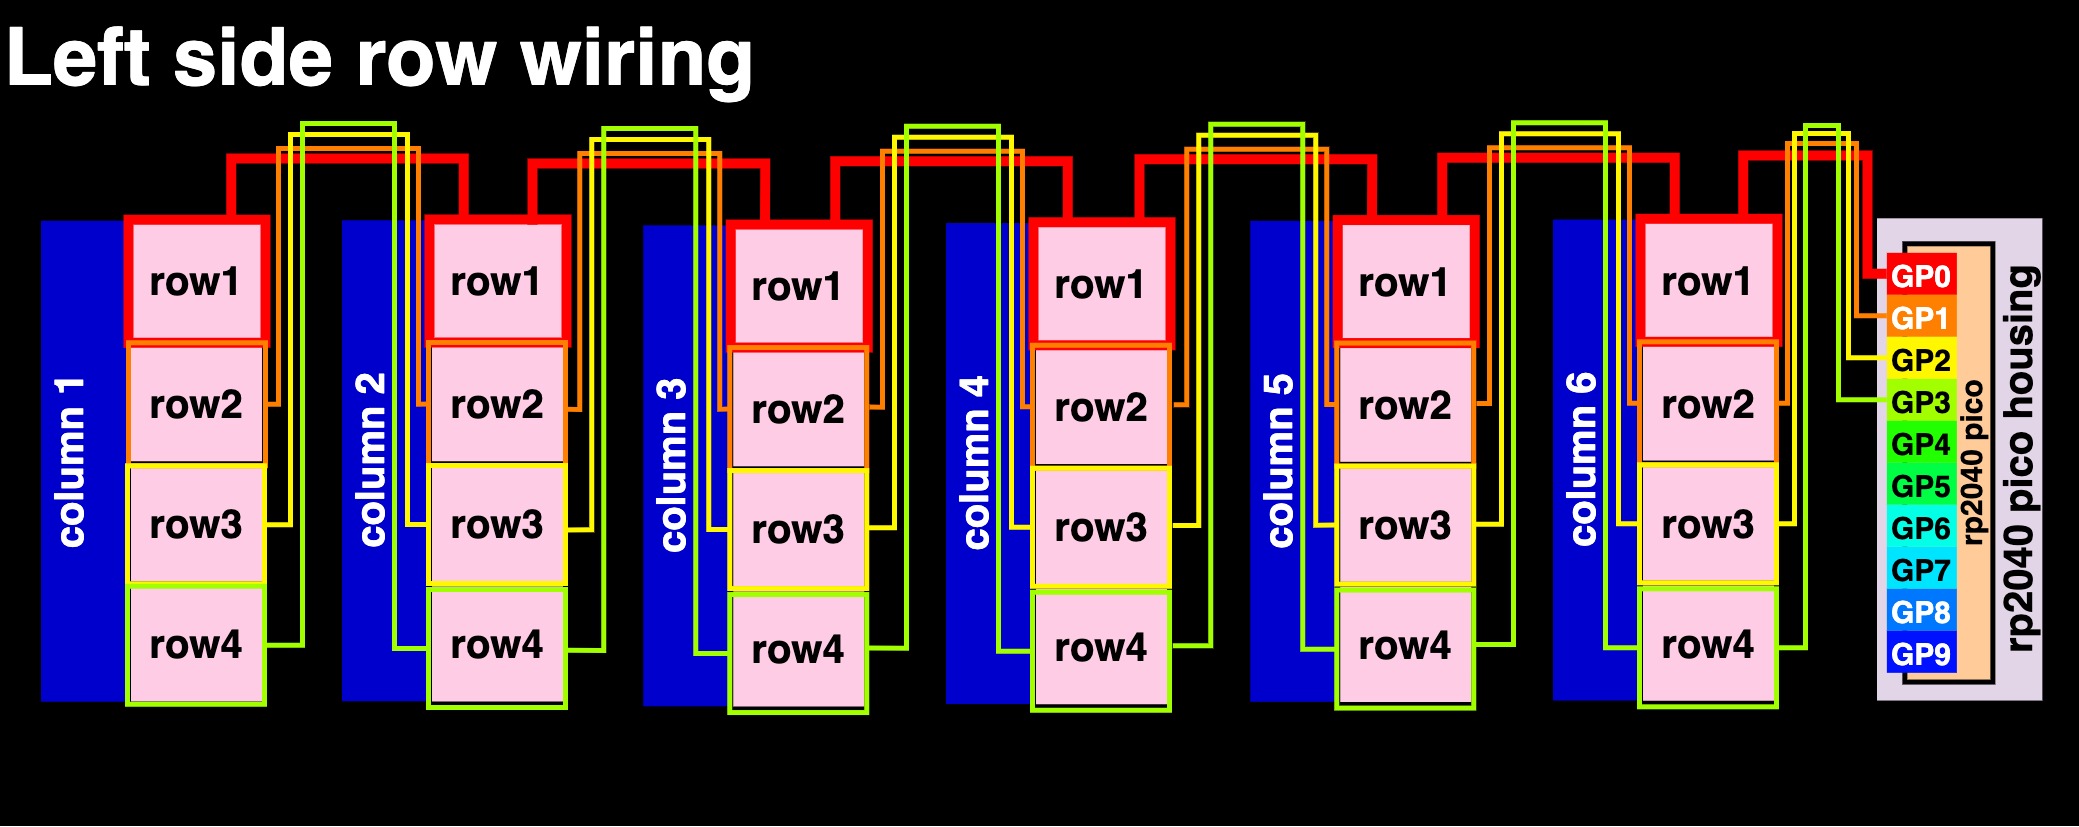 Left side row wiring
column 1
row1
row2
row3
row4
column 2
row1
row2
row3
row4
column 3
row1
row2
row3
row4
column 4
row1
row2
row3
row4
column 5
row1
row2
row3
row4
column 6
row1
row2
row3
row4
GP0
GP1
GP2
GP3
GP4
GP5
GP6
GP7
GP8
GP9
rp2040 pico
rp2040 pico housing